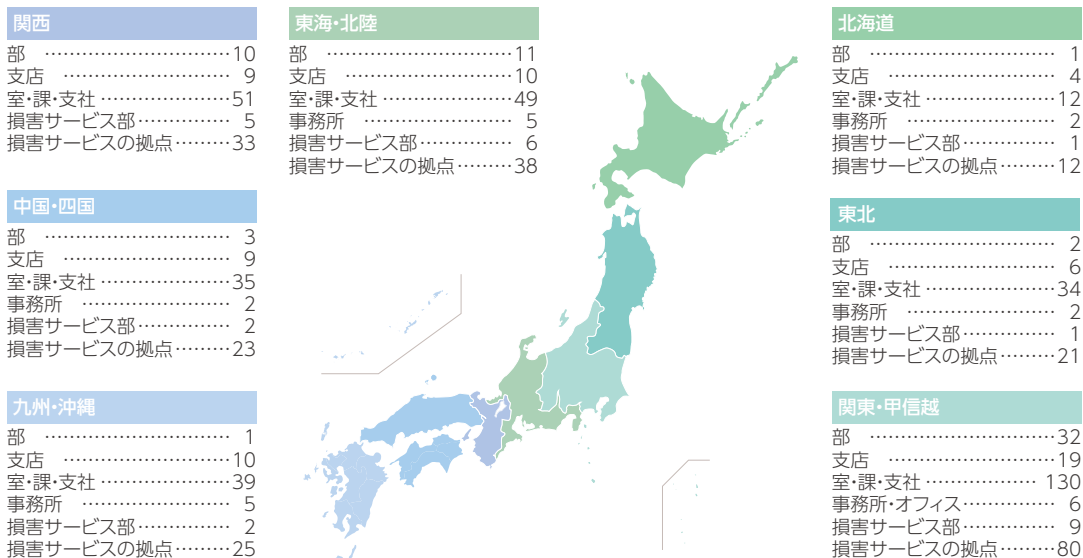 関西
部 ………………………… 10
支店 ……………………… 9
室・課・支社 ………………… 51
損害サービス部 …………… 5
損害サービスの拠点 ……… 33
中国・四国
部 ………………………… 3
支店 ……………………… 9
室・課・支社 ………………… 35
事務所 …………………… 2
損害サービス部 …………… 2
損害サービスの拠点 ……… 23
九州・沖縄
部 ………………………… 1
支店 ……………………… 10
室・課・支社 ………………… 39
事務所 …………………… 5
損害サービス部 …………… 2
損害サービスの拠点 ……… 25
東海・北陸
部 ………………………… 11
支店 ……………………… 10
室・課・支社 ………………… 49
事務所 …………………… 5
損害サービス部 …………… 6
損害サービスの拠点 ……… 38
北海道
部 ………………………… 1
支店 ……………………… 4
室・課・支社 ………………… 12
事務所 …………………… 2
損害サービス部 …………… 1
損害サービスの拠点 ……… 12
東北
部 ………………………… 2
支店 ……………………… 6
室・課・支社 ………………… 34
事務所 …………………… 2
損害サービス部 …………… 1
損害サービスの拠点 ……… 21
関東・甲信越
部 ………………………… 32
支店 ……………………… 19
室・課・支社 ……………… 130
事務所・オフィス …………… 6
損害サービス部 …………… 9
損害サービスの拠点 ……… 80